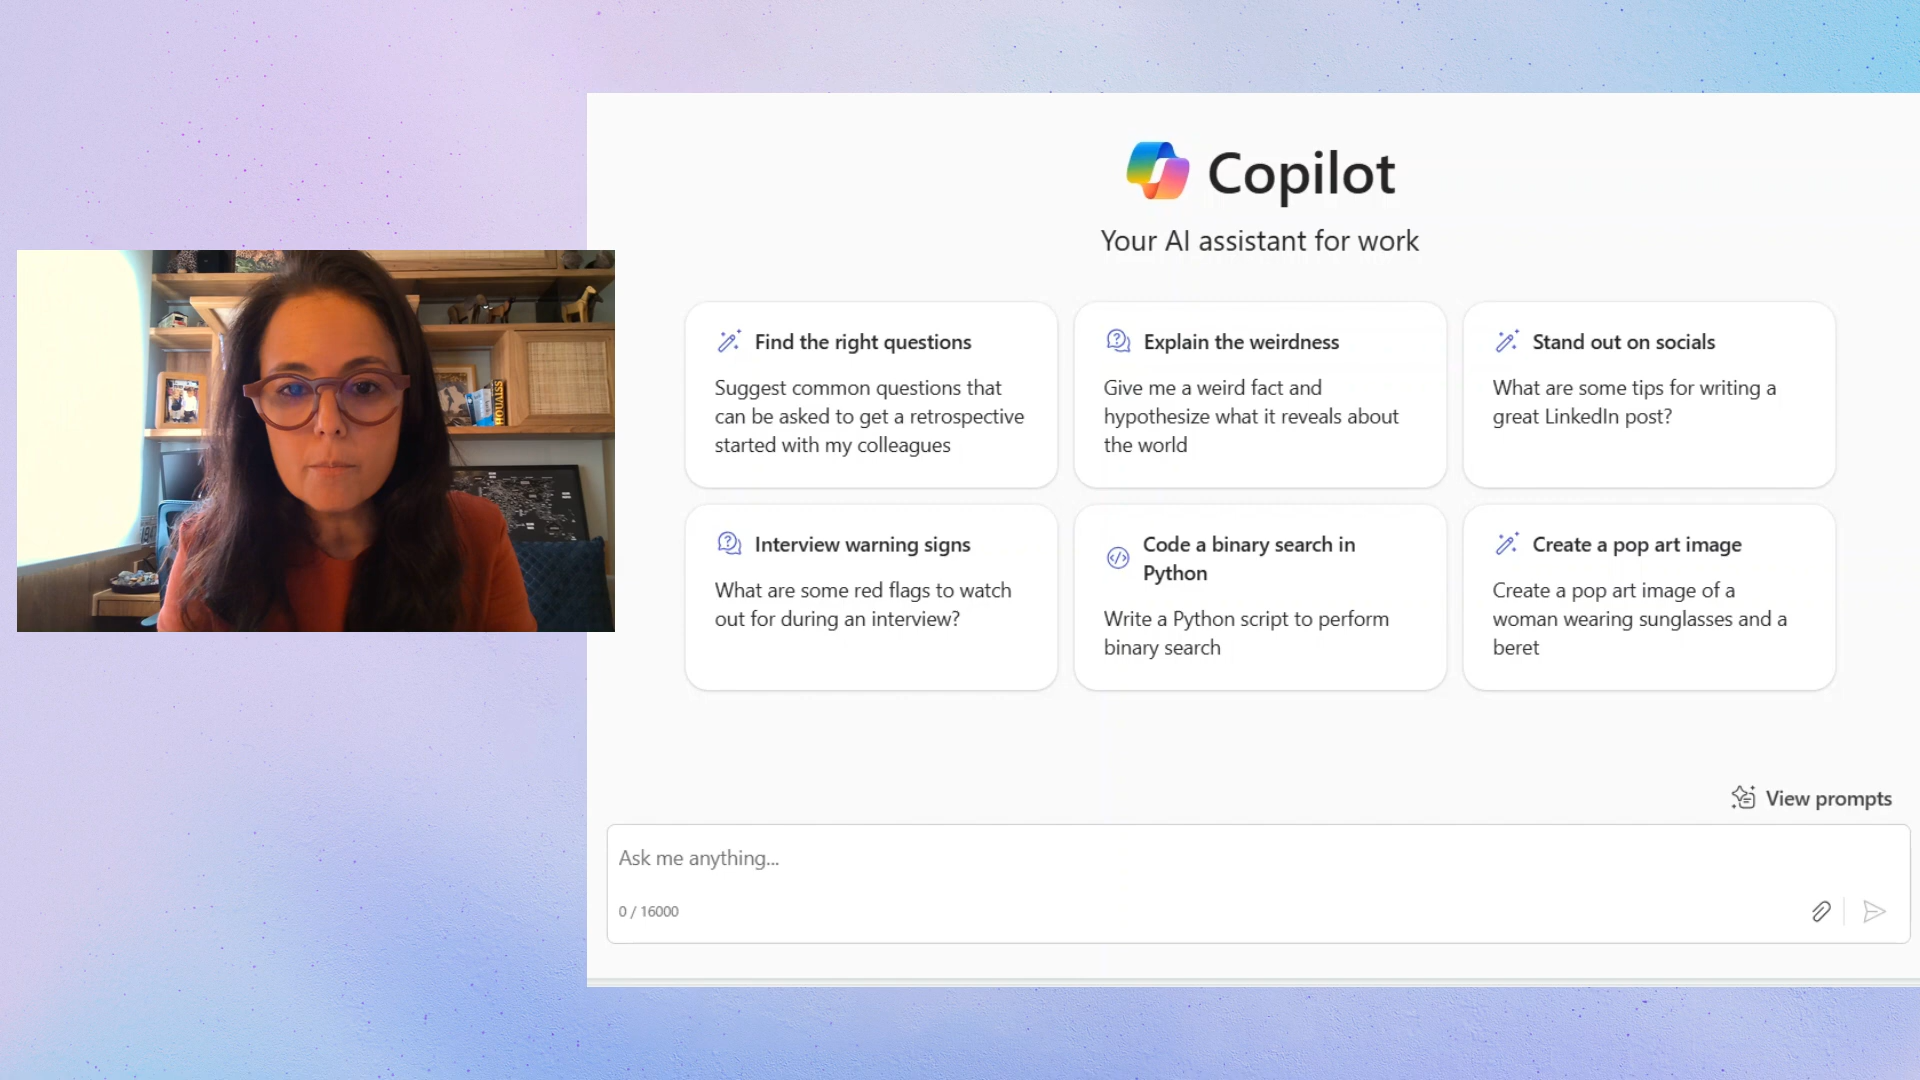 Copilot
Your AI assistant for work
Find the right questions
Suggest common questions that
can be asked to get a retrospective
started with my colleagues
Explain the weirdness
Give me a weird fact and
hypothesize what it reveals about
the world
Stand out on socials
What are some tips for writing a
great LinkedIn post?
Interview warning signs
What are some red flags to watch
out for during an interview?
Code a binary search in
Python
Write a Python script to perform
binary search
Create a pop art image
Create a pop art image of a
woman wearing sunglasses and a
beret
View prompts
Ask me anything...
0 / 16000
HOUAISS